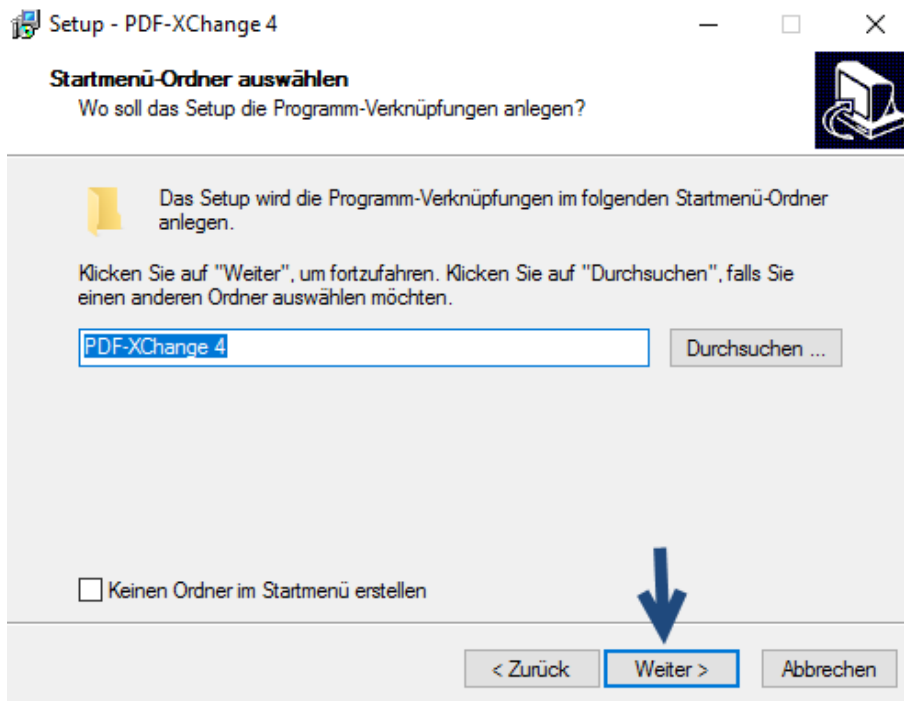 Setup - PDF-XChange 4
Startmenü-Ordner auswählen
Wo soll das Setup die Programm-Verknüpfungen anlegen?
Das Setup wird die Programm-Verknüpfungen im folgenden Startmenü-Ordner
anlegen.
Klicken Sie auf "Weiter", um fortzufahren. Klicken Sie auf "Durchsuchen", falls Sie
einen anderen Ordner auswählen möchten.
PDF-XChange 4
Durchsuchen ...
Keinen Ordner im Startmenü erstellen
< Zurück
Weiter >
Abbrechen